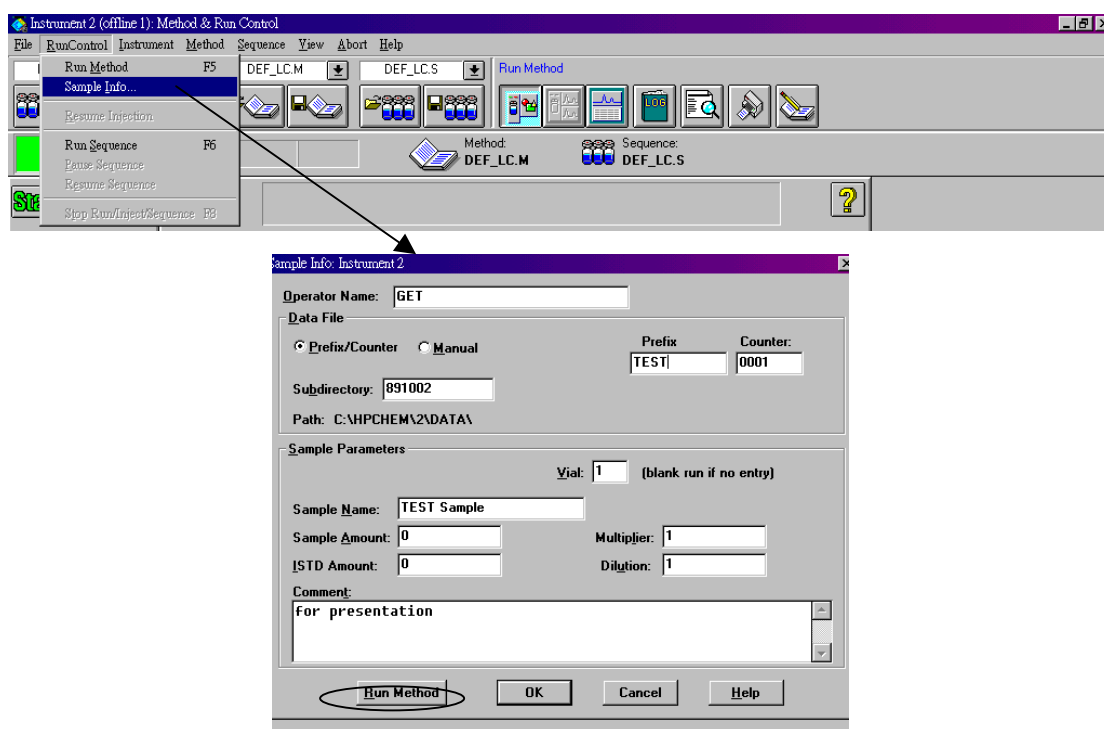 Instrument 2 (offline 1): Method & Run Control
File RunControl Instrument Method Sequence View Abort Help
Run Method F5
Sample Info...
Resume Injection
Run Sequence F6
Pause Sequence
Resume Sequence
Stop Run/Inject/Sequence F8
DEF_LC.M DEF_LC.S Run Method
LOG
Method:
DEF_LC.M
Sequence:
DEF_LC.S
Sample Info: Instrument 2
Operator Name: GET
Data File
Prefix/Counter Manual
Prefix Counter:
TEST 0001
Subdirectory: 891002
Path: C:\HPCHEM\2\DATA\
Sample Parameters
Vial: 1 (blank run if no entry)
Sample Name: TEST Sample
Sample Amount: 0 Multiplier: 1
ISTD Amount: 0 Dilution: 1
Comment:
For presentation
Run Method OK Cancel Help